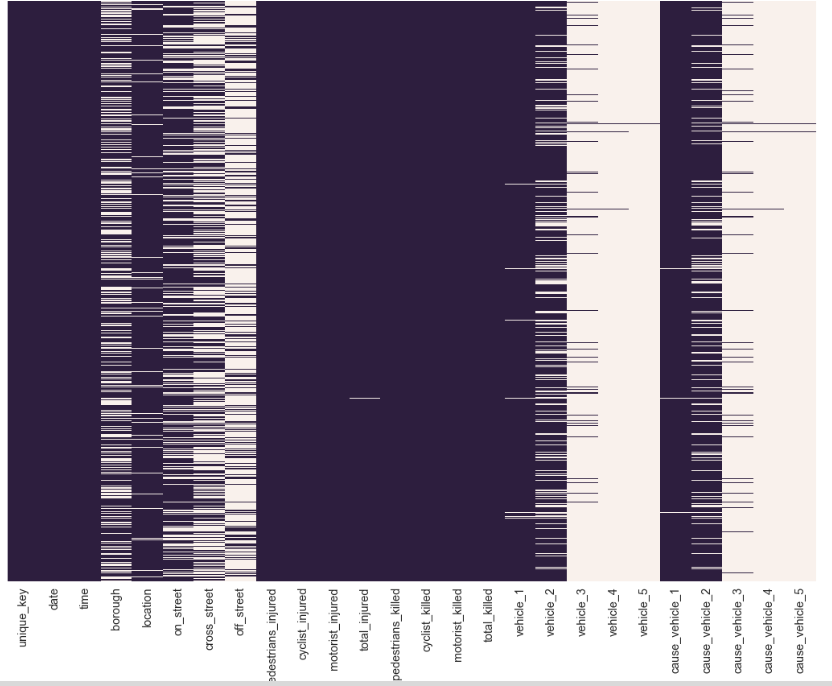 unique_key
date
time
borough
location
on_street
cross_street
off_street
edestrians_injured
cyclist_injured
motorist_injured
total_injured
pedestrians_killed
cyclist_killed
motorist_killed
total_killed
vehicle_1
vehicle_2
vehicle_3
vehicle_4
vehicle_5
cause_vehicle_1
cause_vehicle_2
cause_vehicle_3
cause_vehicle_4
cause_vehicle_5